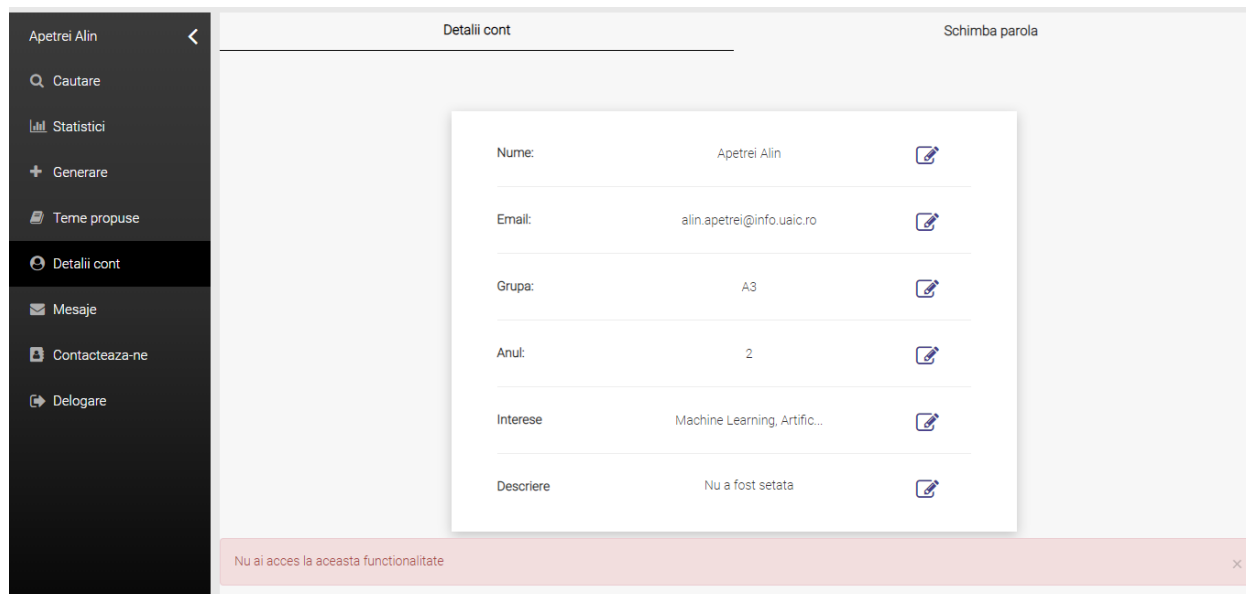 Apetrei Alin
Cautare
Statistici
Generare
Teme propuse
Detalii cont
Mesaje
Contacteaza-ne
Delogare
Detalii cont
Schimba parola
Nume: Apetrei Alin
Email: alin.apetrei@info.uaic.ro
Grupa: A3
Anul: 2
Interese Machine Learning, Artific...
Descriere Nu a fost setata
Nu ai acces la aceasta functionalitate ×